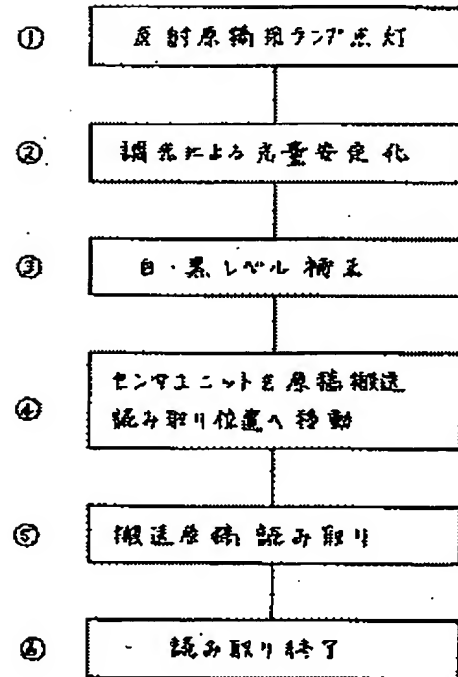 ① 反射原稿用ランプ点灯
② 調光による光量安定化
③ 白・黒レベル補正
④ センサユニットを原稿搬送
読み取り位置へ移動
⑤ 搬送原稿読み取り
⑥ 読み取り終了